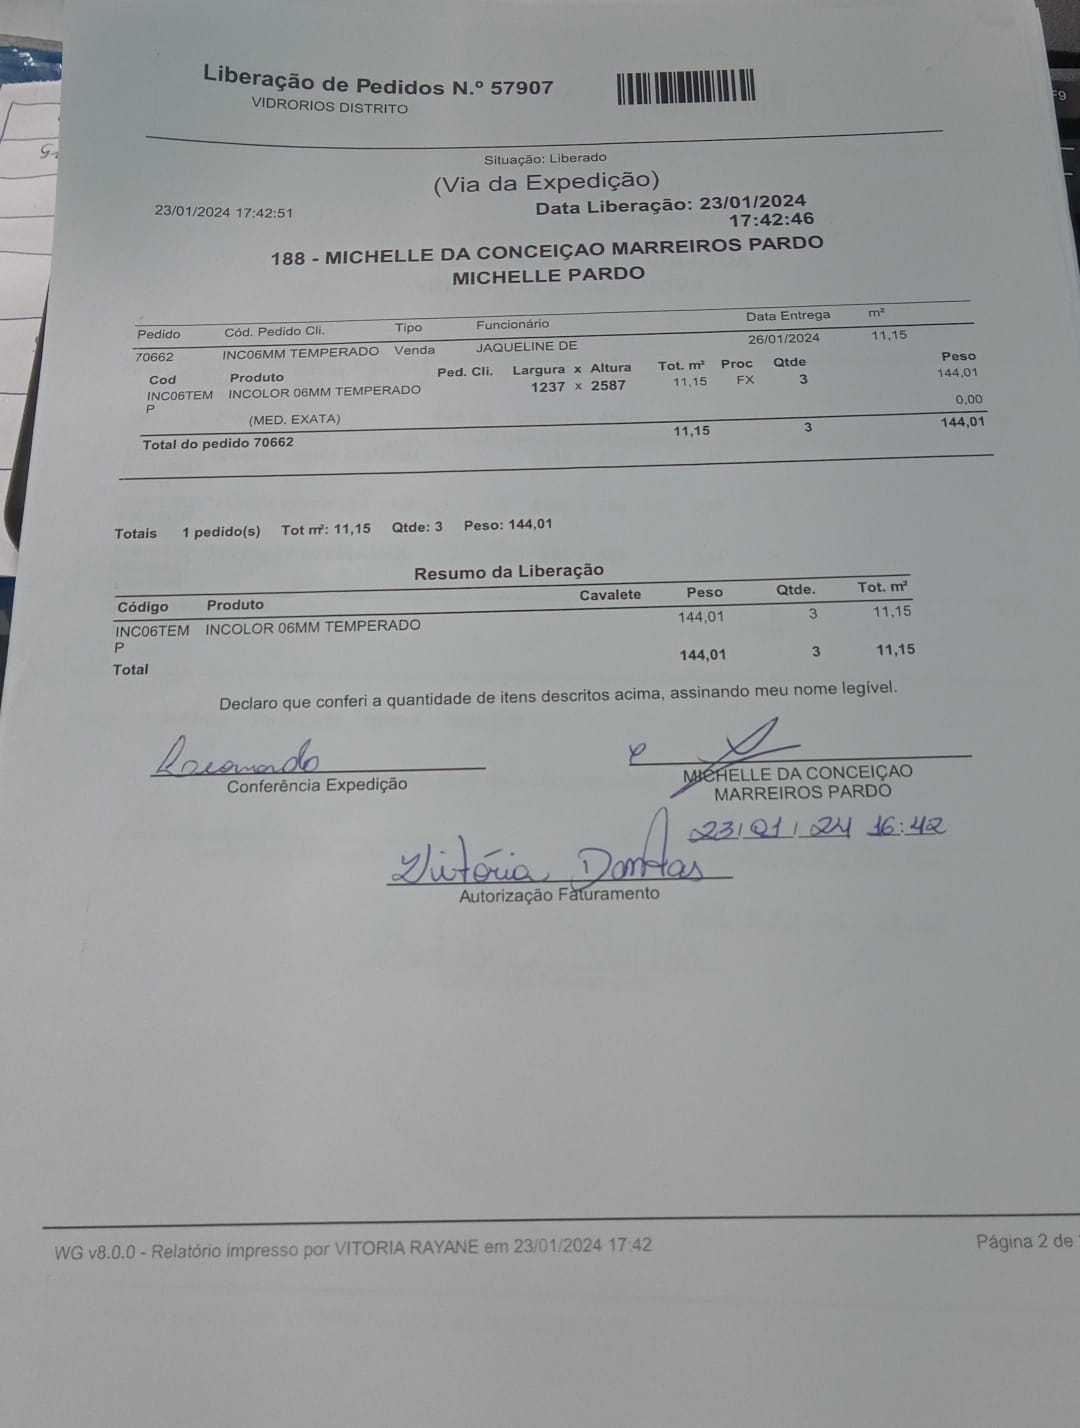 Liberação de Pedidos N.º 57907
VIDRORIOS DISTRITO
Situação: Liberado
(Via da Expedição)
23/01/2024 17:42:51
Data Liberação: 23/01/2024
17:42:46
188 - MICHELLE DA CONCEIÇAO MARREIROS PARDO
MICHELLE PARDO
Pedido Cód. Pedido Cli. Tipo Funcionário Data Entrega m²
70662 INC06MM TEMPERADO Venda JAQUELINE DE 26/01/2024 11,15
Cod Produto Ped. Cli. Largura x Altura Tot. m² Proc Qtde Peso
INC06TEM INCOLOR 06MM TEMPERADO 1237 x 2587 11,15 FX 3 144,01
P
(MED. EXATA) 0,00
Total do pedido 70662 11,15 3 144,01
Totais 1 pedido(s) Tot m²: 11,15 Qtde: 3 Peso: 144,01
Resumo da Liberação
Código Produto Cavalete Peso Qtde. Tot. m²
INC06TEM INCOLOR 06MM TEMPERADO 144,01 3 11,15
P
Total 144,01 3 11,15
Declaro que conferi a quantidade de itens descritos acima, assinando meu nome legível.
Conferência Expedição
MICHELLE DA CONCEIÇAO
MARREIROS PARDO
23/01/24 16:42
Vitória Dantas
Autorização Faturamento
WG v8.0.0 - Relatório impresso por VITORIA RAYANE em 23/01/2024 17:42
Página 2 de
F9